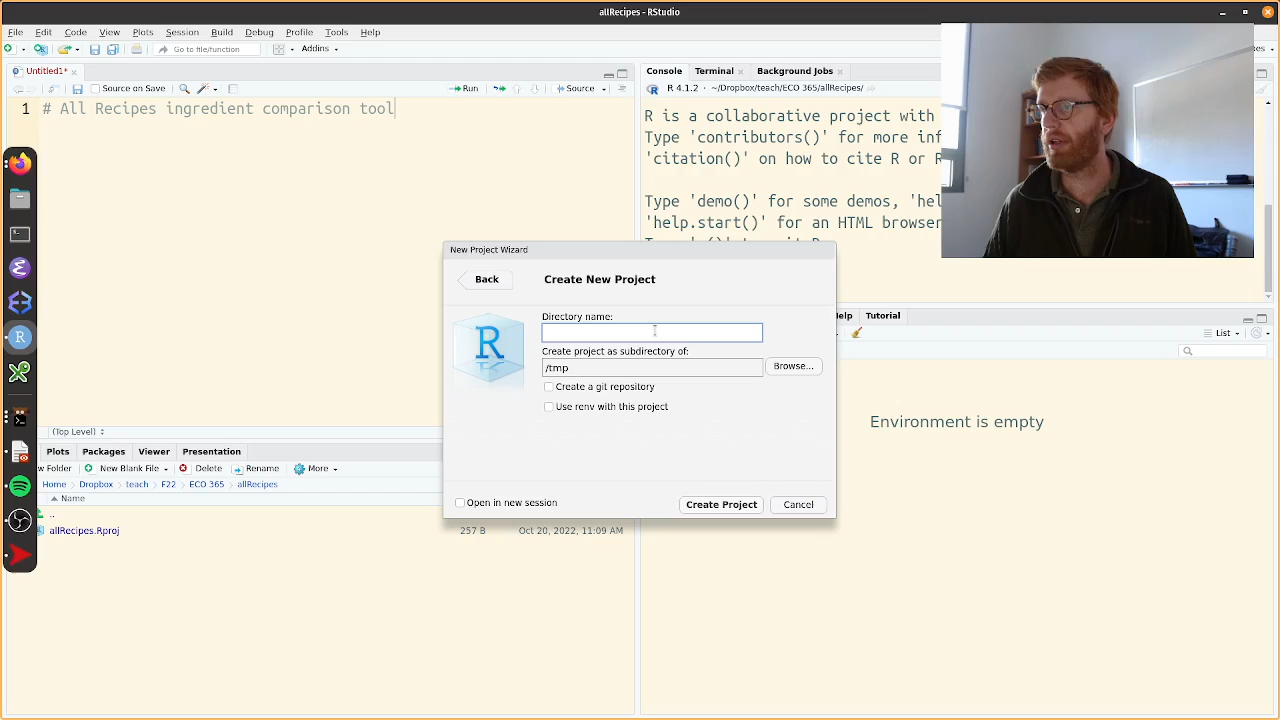 allRecipes - RStudio
File Edit Code View Plots Session Build Debug Profile Tools Help
Go to file/function
Addins
Untitled1*
Source on Save
Run
Source
1 # All Recipes ingredient comparison tool
(Top Level)
Plots Packages Viewer Presentation
w Folder New Blank File Delete Rename More
Home Dropbox teach F22 ECO 365 allRecipes
Name
..
allRecipes.Rproj 257 B Oct 20, 2022, 11:09 AM
Console Terminal Background Jobs
R 4.1.2 · ~/Dropbox/teach/ECO 365/allRecipes/
R is a collaborative project with
Type 'contributors()' for more inf
'citation()' on how to cite R or R
Type 'demo()' for some demos, 'hel
'help.start()' for an HTML browser
elp Tutorial
List
Environment is empty
New Project Wizard
Back
Create New Project
R
Directory name:
Create project as subdirectory of:
/tmp
Browse...
Create a git repository
Use renv with this project
Open in new session
Create Project
Cancel